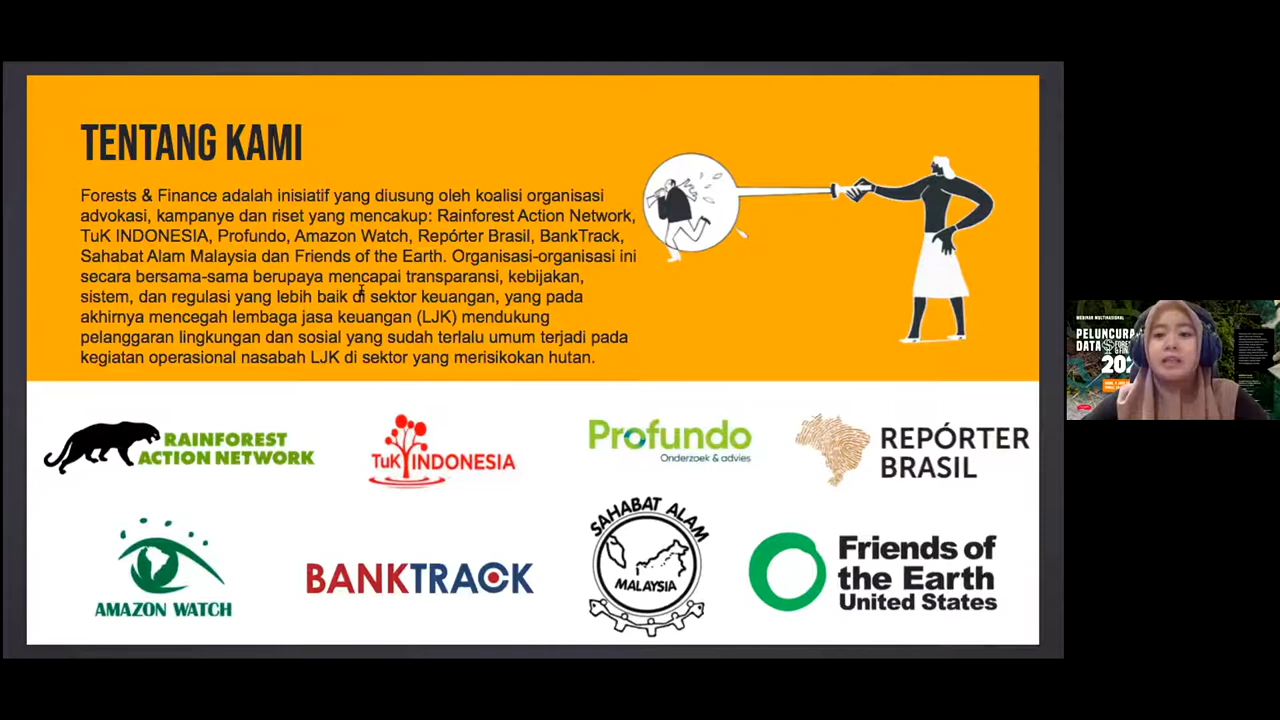 TENTANG KAMI
Forests & Finance adalah inisiatif yang diusung oleh koalisi organisasi
advokasi, kampanye dan riset yang mencakup: Rainforest Action Network,
TuK INDONESIA, Profundo, Amazon Watch, Repórter Brasil, BankTrack,
Sahabat Alam Malaysia dan Friends of the Earth. Organisasi-organisasi ini
secara bersama-sama berupaya mencapai transparansi, kebijakan,
sistem, dan regulasi yang lebih baik di sektor keuangan, yang pada
akhirnya mencegah lembaga jasa keuangan (LJK) mendukung
pelanggaran lingkungan dan sosial yang sudah terlalu umum terjadi pada
kegiatan operasional nasabah LJK di sektor yang merisikokan hutan.
RAINFOREST
ACTION NETWORK
TuK INDONESIA
Profundo
Onderzoek & advies
REPÓRTER
BRASIL
AMAZON WATCH
BANKTRACK
SAHABAT ALAM
MALAYSIA
Friends of
the Earth
United States
WEBINAR MULTINASIONAL
PELUNCURA
DATA
202